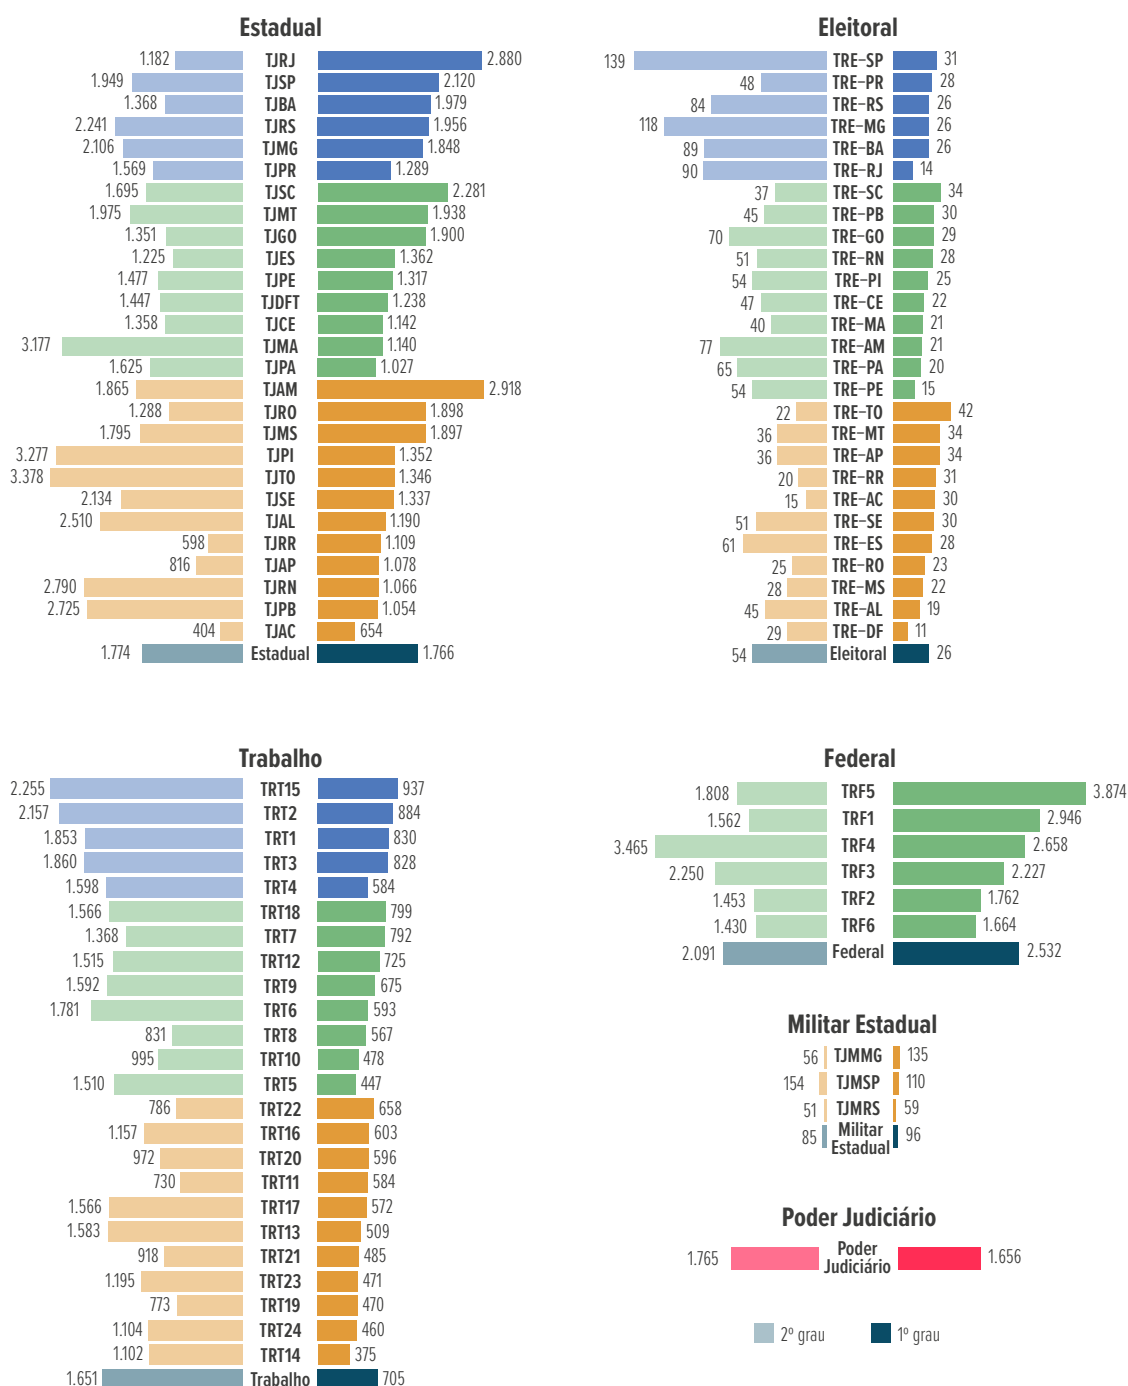 Estadual
1.182 TJRJ 2.880
1.949 TJSP 2.120
1.368 TJBA 1.979
2.241 TJRS 1.956
2.106 TJMG 1.848
1.569 TJPR 1.289
1.695 TJSC 2.281
1.975 TJMT 1.938
1.351 TJGO 1.900
1.225 TJES 1.362
1.477 TJPE 1.317
1.447 TJDFT 1.238
1.358 TJCE 1.142
3.177 TJMA 1.140
1.625 TJPA 1.027
1.865 TJAM 2.918
1.288 TJRO 1.898
1.795 TJMS 1.897
3.277 TJPI 1.352
3.378 TJTO 1.346
2.134 TJSE 1.337
2.510 TJAL 1.190
598 TJRR 1.109
816 TJAP 1.078
2.790 TJRN 1.066
2.725 TJPB 1.054
404 TJAC 654
1.774 Estadual 1.766
Eleitoral
139 TRE-SP 31
48 TRE-PR 28
84 TRE-RS 26
118 TRE-MG 26
89 TRE-BA 26
90 TRE-RJ 14
37 TRE-SC 34
45 TRE-PB 30
70 TRE-GO 29
51 TRE-RN 28
54 TRE-PI 25
47 TRE-CE 22
40 TRE-MA 21
77 TRE-AM 21
65 TRE-PA 20
54 TRE-PE 15
22 TRE-TO 42
36 TRE-MT 34
36 TRE-AP 34
20 TRE-RR 31
15 TRE-AC 30
51 TRE-SE 30
61 TRE-ES 28
25 TRE-RO 23
28 TRE-MS 22
45 TRE-AL 19
29 TRE-DF 11
54 Eleitoral 26
Trabalho
2.255 TRT15 937
2.157 TRT2 884
1.853 TRT1 830
1.860 TRT3 828
1.598 TRT4 584
1.566 TRT18 799
1.368 TRT7 792
1.515 TRT12 725
1.592 TRT9 675
1.781 TRT6 593
831 TRT8 567
995 TRT10 478
1.510 TRT5 447
786 TRT22 658
1.157 TRT16 603
972 TRT20 596
730 TRT11 584
1.566 TRT17 572
1.583 TRT13 509
918 TRT21 485
1.195 TRT23 471
773 TRT19 470
1.104 TRT24 460
1.102 TRT14 375
1.651 Trabalho 705
Federal
1.808 TRF5 3.874
1.562 TRF1 2.946
3.465 TRF4 2.658
2.250 TRF3 2.227
1.453 TRF2 1.762
1.430 TRF6 1.664
2.091 Federal 2.532
Militar Estadual
56 TJMMG 135
154 TJMSP 110
51 TJMRS 59
85 Militar 96
Estadual
Poder Judiciário
1.765 Poder 1.656
Judiciário
2º grau 1º grau